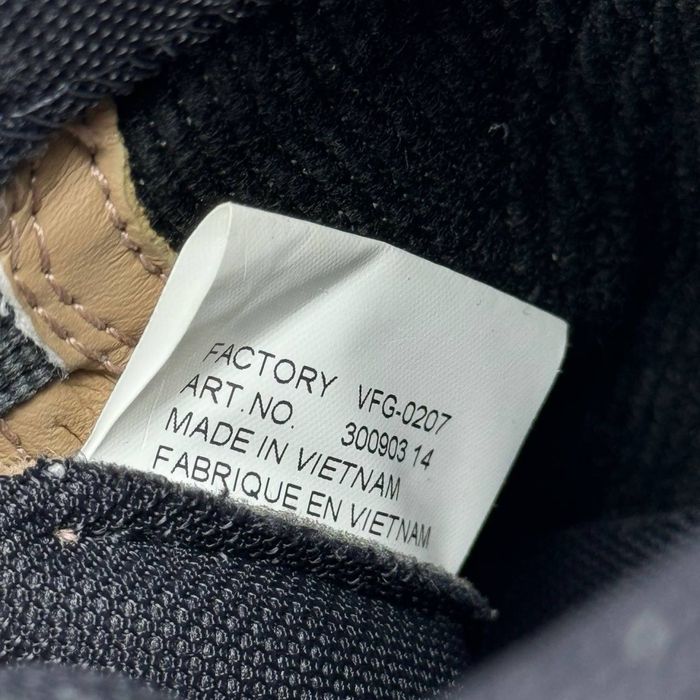 FACTORY VFG-0207
ART.NO. 300903 14
MADE IN VIETNAM
FABRIQUE EN VIETNAM